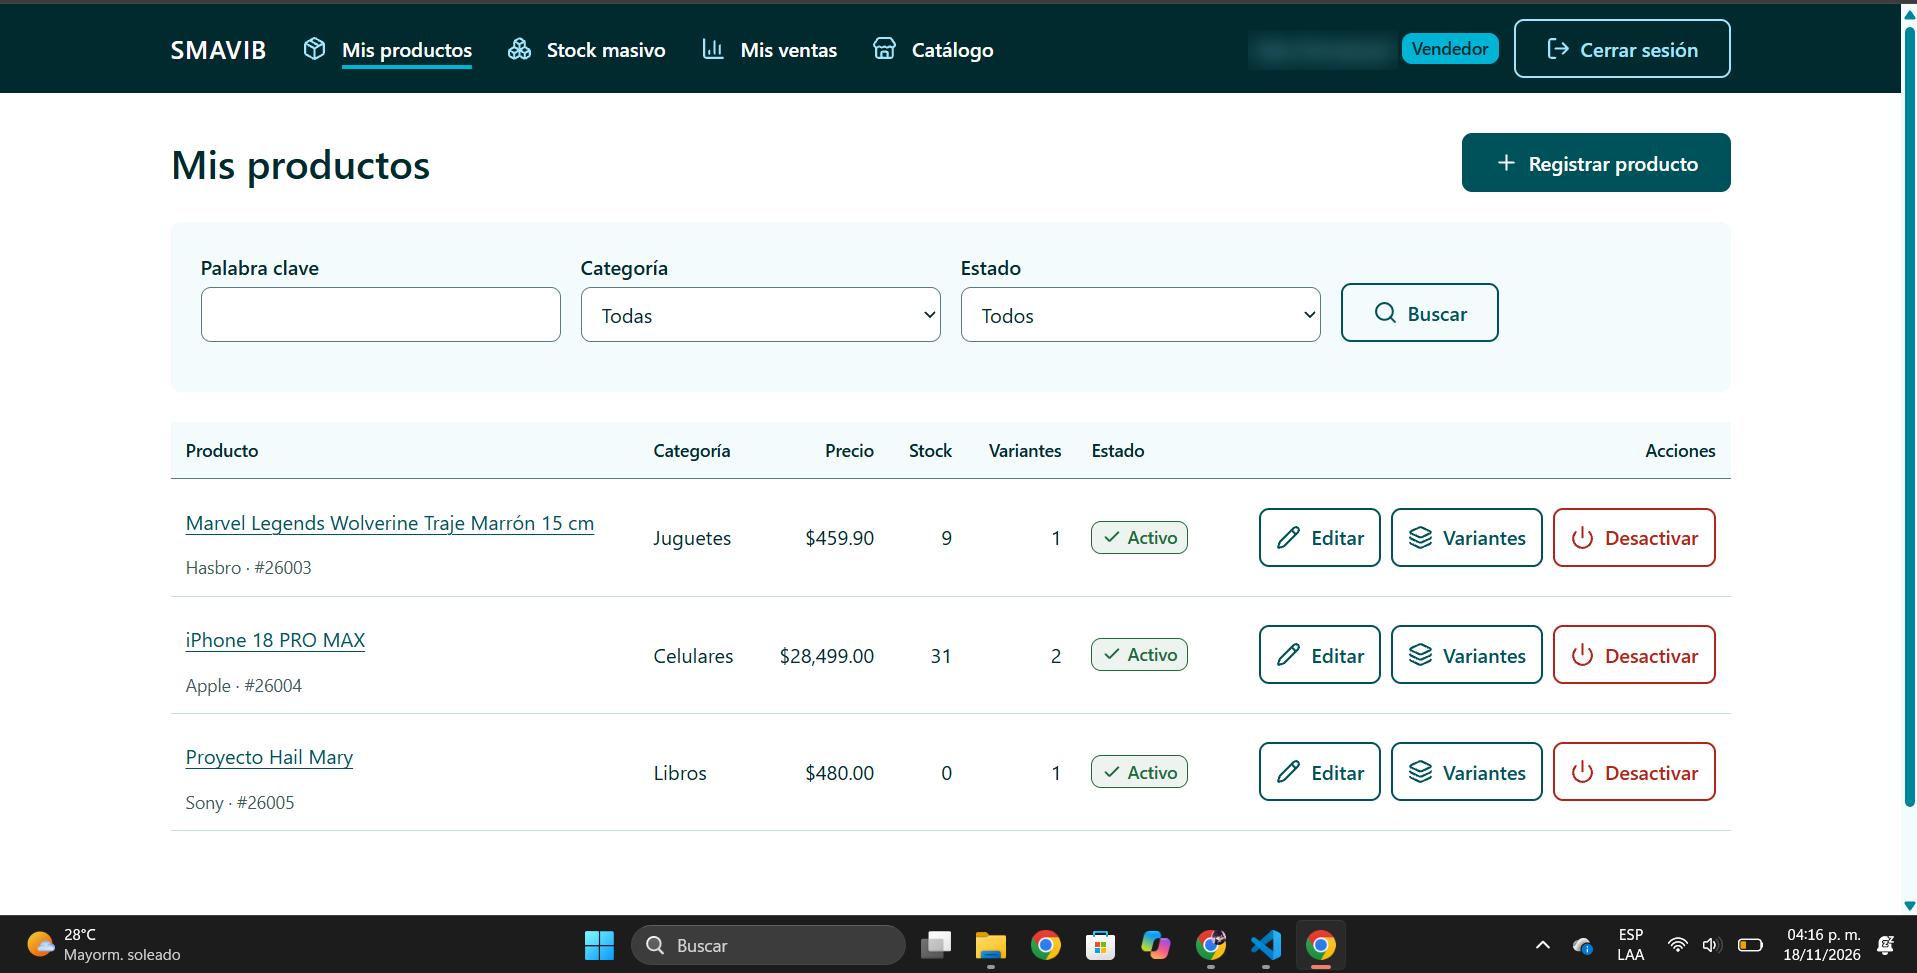 SMAVIB Mis productos Stock masivo Mis ventas Catálogo Vendedor Cerrar sesión
Mis productos
+ Registrar producto
Palabra clave Categoría Estado
Todas Todos Buscar
Producto Categoría Precio Stock Variantes Estado Acciones
Marvel Legends Wolverine Traje Marrón 15 cm
Juguetes $459.90 9 1 Activo Editar Variantes Desactivar
Hasbro · #26003
iPhone 18 PRO MAX
Celulares $28,499.00 31 2 Activo Editar Variantes Desactivar
Apple · #26004
Proyecto Hail Mary
Libros $480.00 0 1 Activo Editar Variantes Desactivar
Sony · #26005
28°C
Mayorm. soleado
Buscar
ESP
LAA
04:16 p. m.
18/11/2026